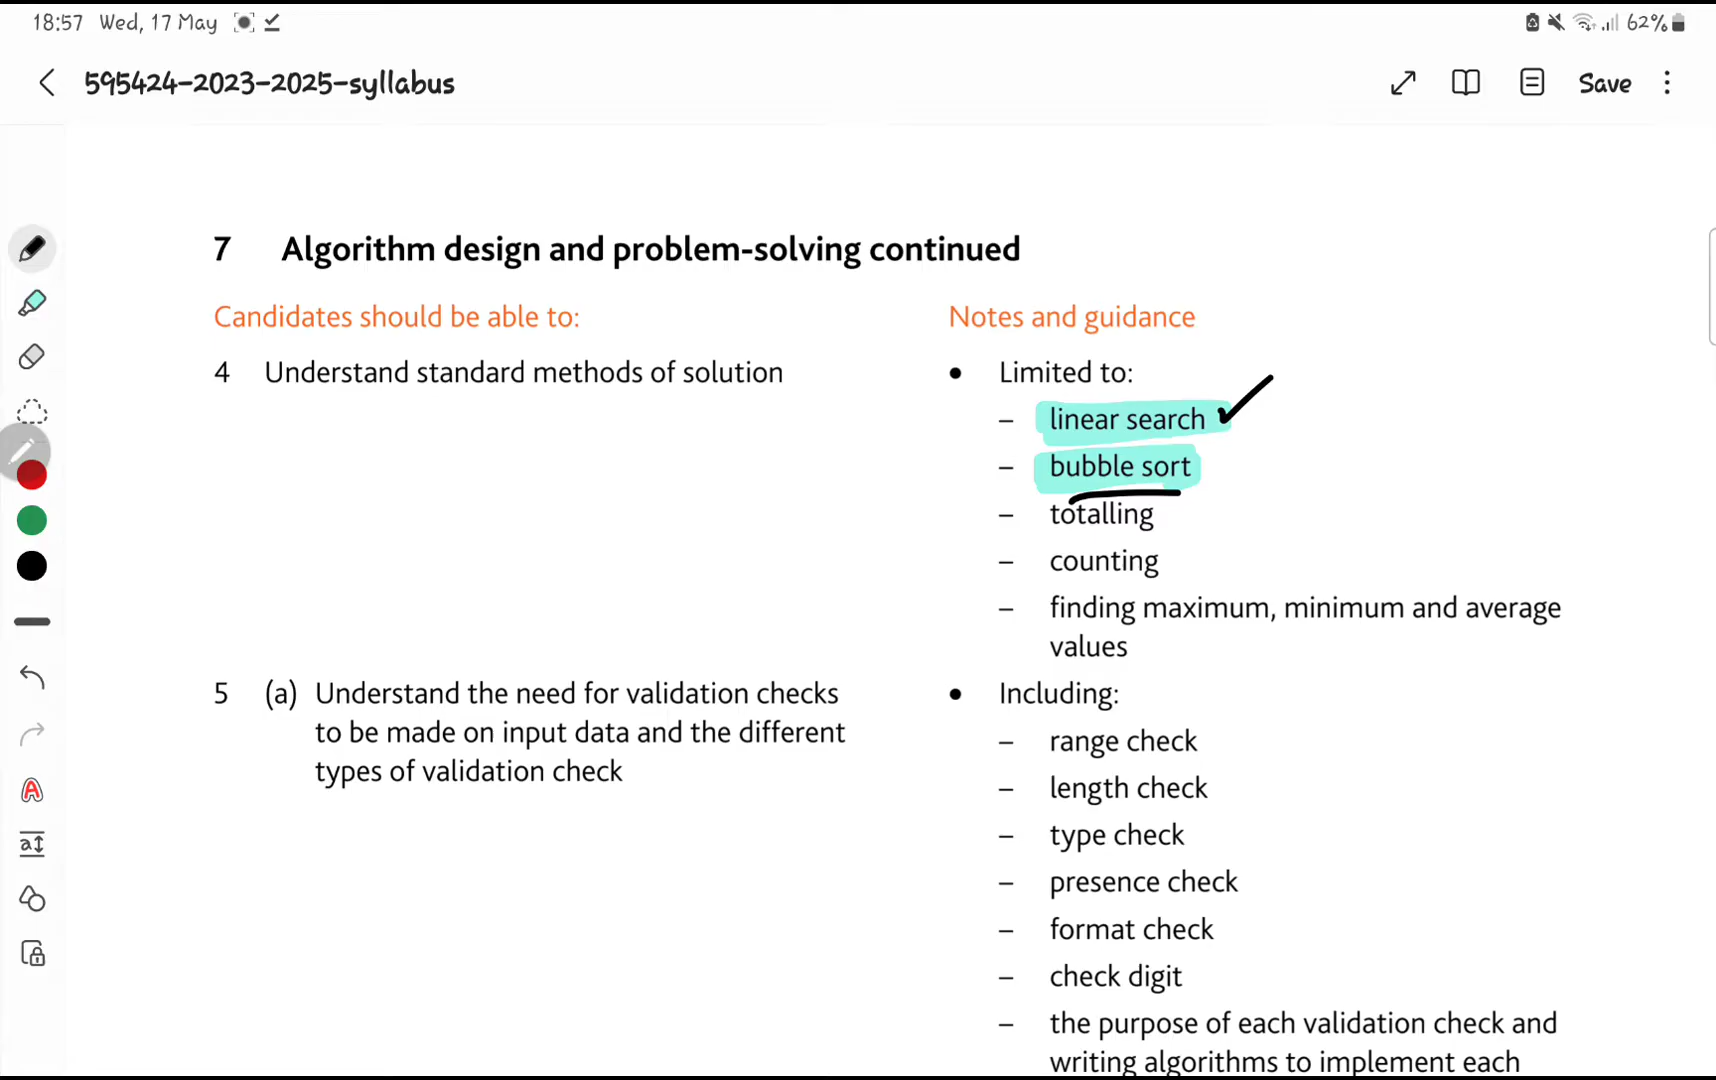 18:57 Wed, 17 May 62%
595424-2023-2025-syllabus Save
7 Algorithm design and problem-solving continued
Candidates should be able to: Notes and guidance
4 Understand standard methods of solution • Limited to:
– linear search
– bubble sort
– totalling
– counting
– finding maximum, minimum and average
values
5 (a) Understand the need for validation checks • Including:
to be made on input data and the different – range check
types of validation check – length check
– type check
– presence check
– format check
– check digit
– the purpose of each validation check and
writing algorithms to implement each